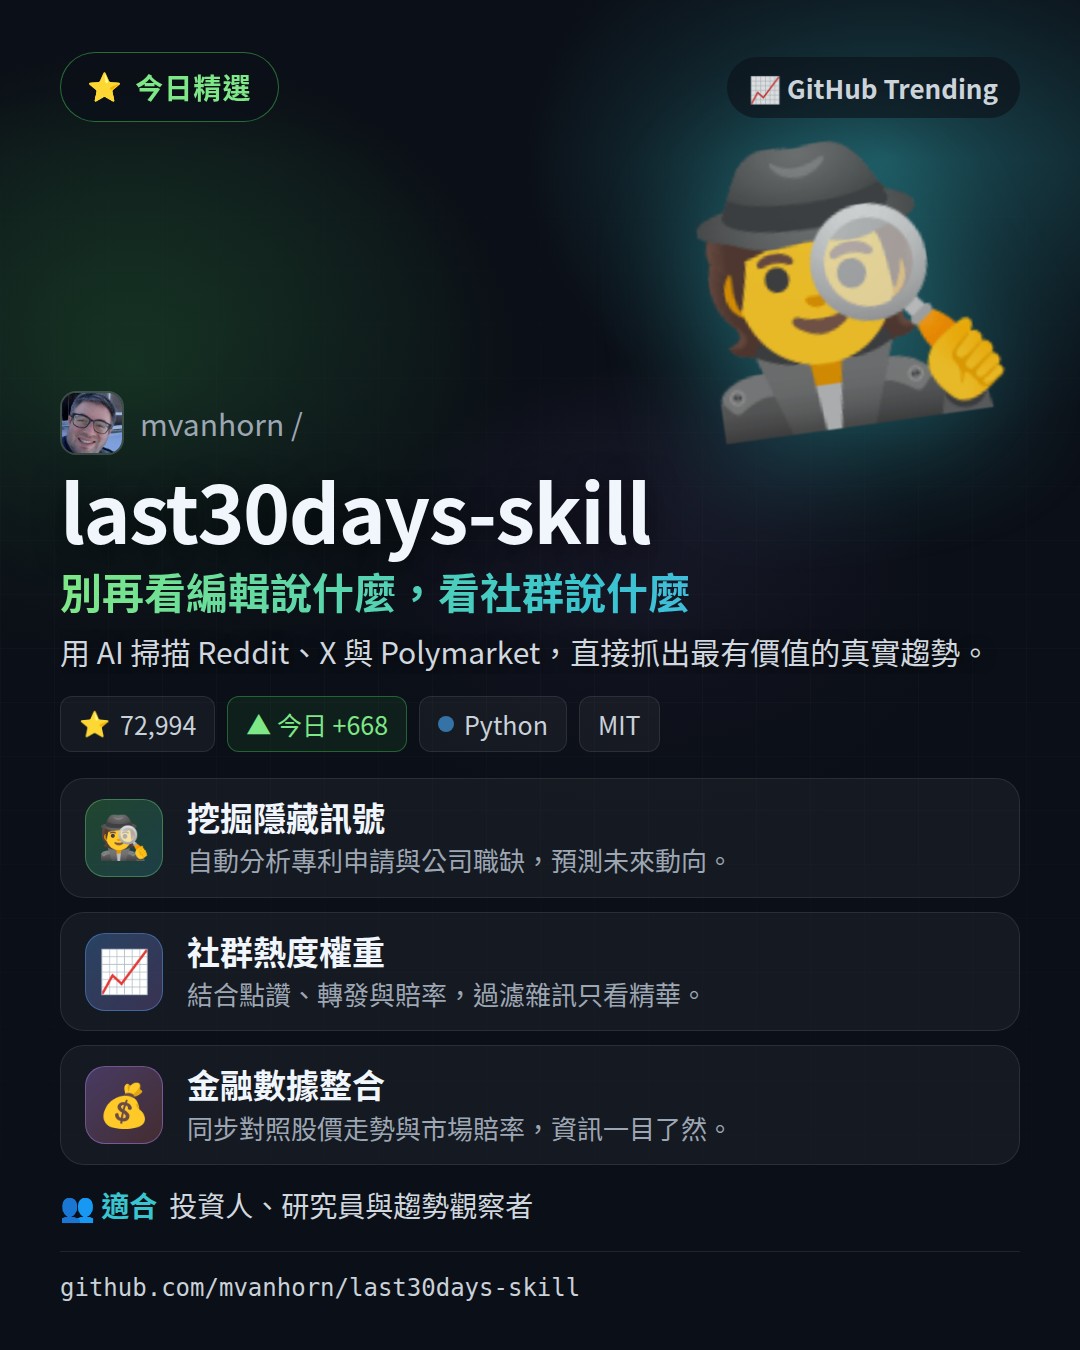 今日精選
GitHub Trending
mvanhorn /
last30days-skill
別再看編輯說什麼，看社群說什麼
用 AI 掃描 Reddit、X 與 Polymarket，直接抓出最有價值的真實趨勢。
72,994
▲ 今日 +668
Python
MIT
挖掘隱藏訊號
自動分析專利申請與公司職缺，預測未來動向。
社群熱度權重
結合點讚、轉發與賠率，過濾雜訊只看精華。
金融數據整合
同步對照股價走勢與市場賠率，資訊一目了然。
適合 投資人、研究員與趨勢觀察者
github.com/mvanhorn/last30days-skill